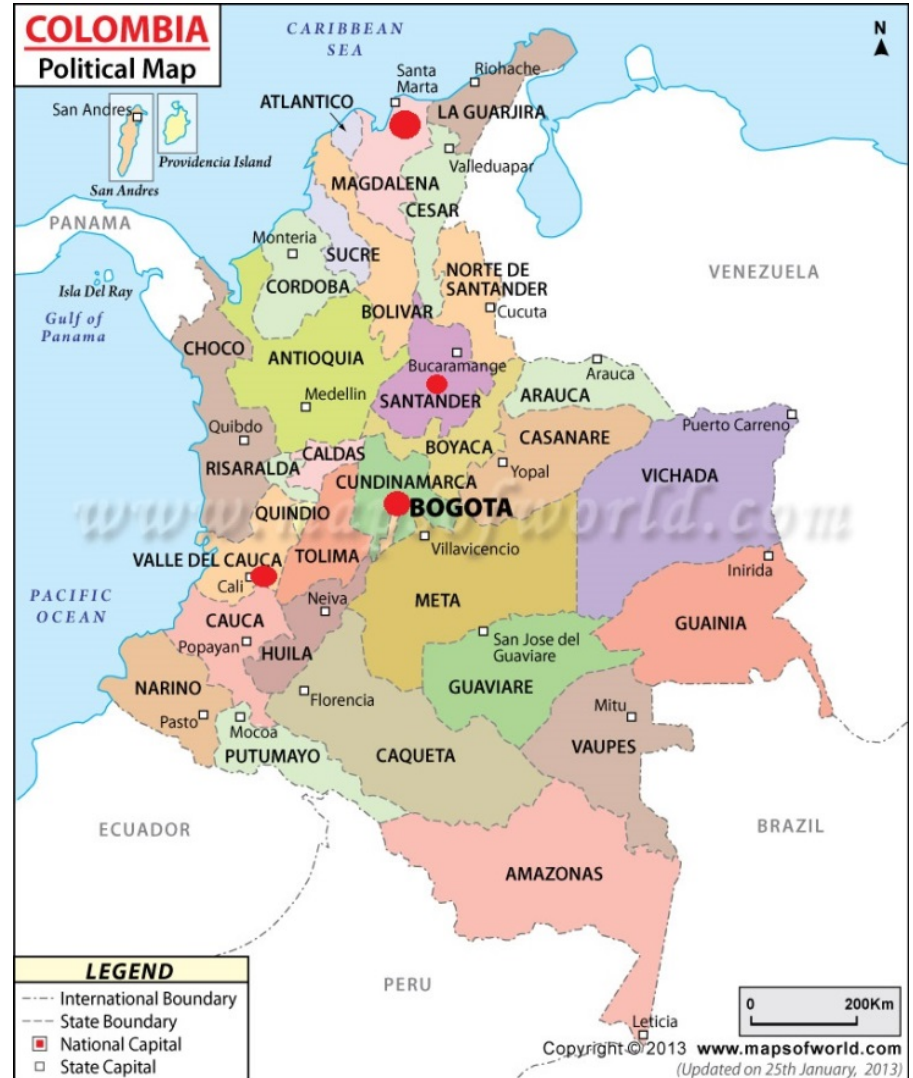 COLOMBIA
Political Map
CARIBBEAN
SEA
N
Santa
Marta
Riohache
ATLANTICO
LA GUARJIRA
San Andres
Providencia Island
San Andres
Valleduapar
MAGDALENA
CESAR
PANAMA
Monteria
SUCRE
NORTE DE
SANTANDER
VENEZUELA
Isla Del Ray
CORDOBA
Gulf of
Panama
BOLIVAR
Cucuta
CHOCO
ANTIOQUIA
Bucaramange
Arauca
Medellin
SANTANDER
ARAUCA
Puerto Carreno
Quibdo
CALDAS
BOYACA
CASANARE
RISARALDA
CUNDINAMARCA
Yopal
VICHADA
www.mapsofworld.com
QUINDIO
BOGOTA
VALLE DEL CAUCA
TOLIMA
Villavicencio
Inirida
PACIFIC
OCEAN
Cali
Neiva
META
CAUCA
GUAINIA
Popayan
HUILA
San Jose del
Guaviare
NARINO
Florencia
GUAVIARE
Pasto
Mocoa
Mitu
PUTUMAYO
CAQUETA
VAUPES
ECUADOR
BRAZIL
AMAZONAS
PERU
LEGEND
International Boundary
State Boundary
National Capital
State Capital
0 200Km
Leticia
Copyright © 2013 www.mapsofworld.com
(Updated on 25th January, 2013)